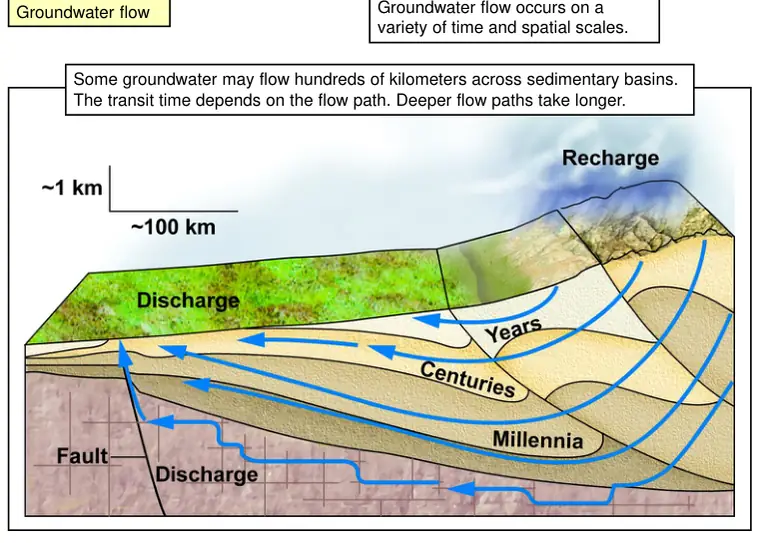 Groundwater flow
Groundwater flow occurs on a
variety of time and spatial scales.
Some groundwater may flow hundreds of kilometers across sedimentary basins.
The transit time depends on the flow path. Deeper flow paths take longer.
Recharge
~1 km
~100 km
Discharge
Years
Centuries
Millennia
Fault
Discharge